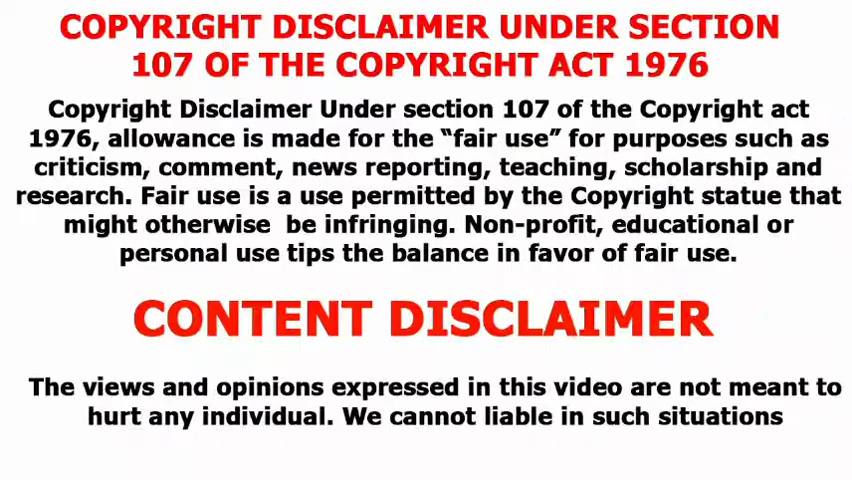 COPYRIGHT DISCLAIMER UNDER SECTION
107 OF THE COPYRIGHT ACT 1976
Copyright Disclaimer Under section 107 of the Copyright act
1976, allowance is made for the “fair use” for purposes such as
criticism, comment, news reporting, teaching, scholarship and
research. Fair use is a use permitted by the Copyright statue that
might otherwise  be infringing. Non-profit, educational or
personal use tips the balance in favor of fair use.
CONTENT DISCLAIMER
The views and opinions expressed in this video are not meant to
hurt any individual. We cannot liable in such situations